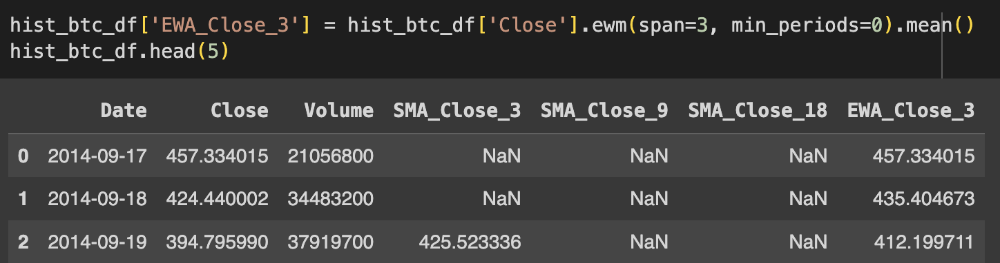 hist_btc_df['EWA_Close_3'] = hist_btc_df['Close'].ewm(span=3, min_periods=0).mean()
hist_btc_df.head(5)
Date Close Volume SMA_Close_3 SMA_Close_9 SMA_Close_18 EWA_Close_3
0 2014-09-17 457.334015 21056800 NaN NaN NaN 457.334015
1 2014-09-18 424.440002 34483200 NaN NaN NaN 435.404673
2 2014-09-19 394.795990 37919700 425.523336 NaN NaN 412.199711